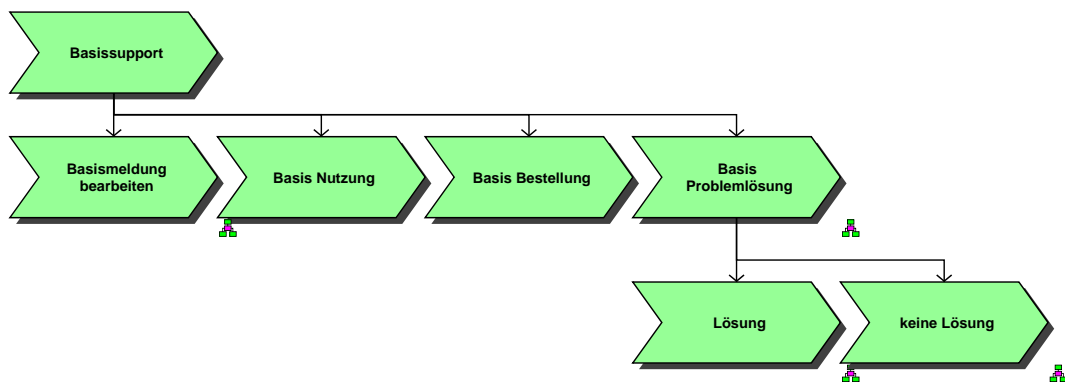 Basissupport
Basismeldung
bearbeiten
Basis Nutzung
Basis Bestellung
Basis
Problemlösung
Lösung
keine Lösung